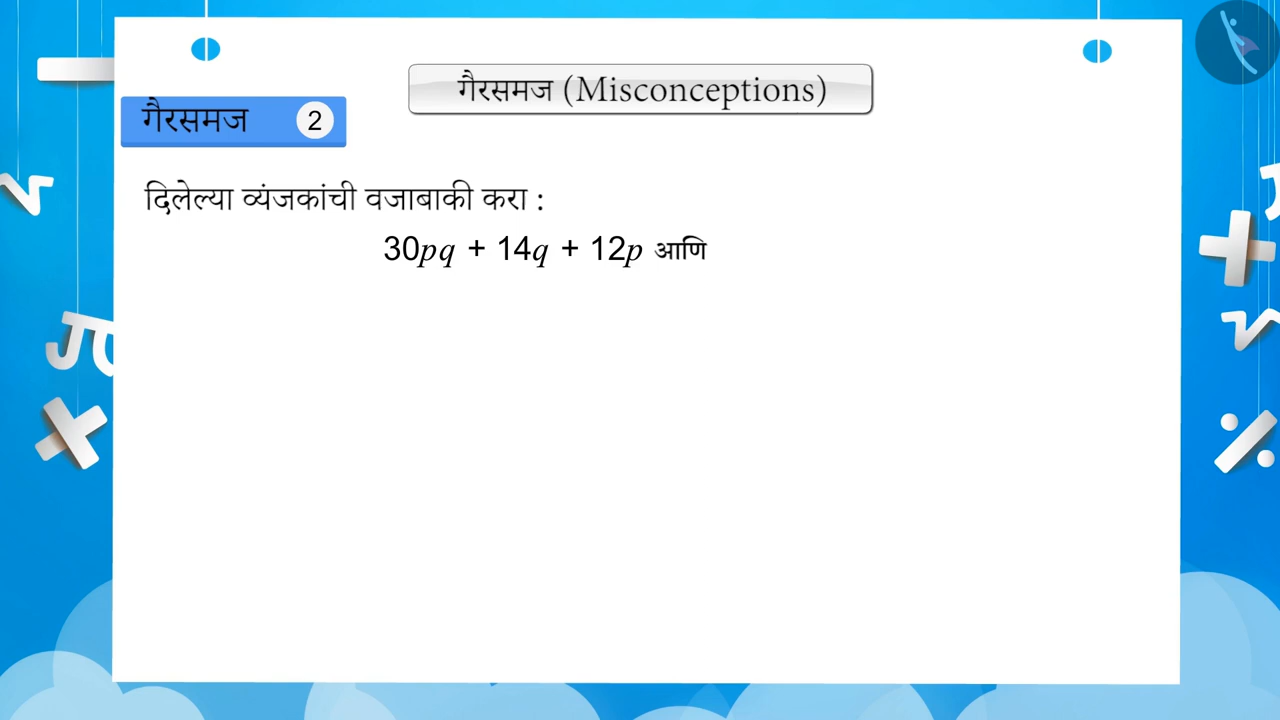 गैरसमज (Misconceptions)
गैरसमज 2
दिलेल्या व्यंजकांची वजाबाकी करा :
30pq + 14q + 12p आणि